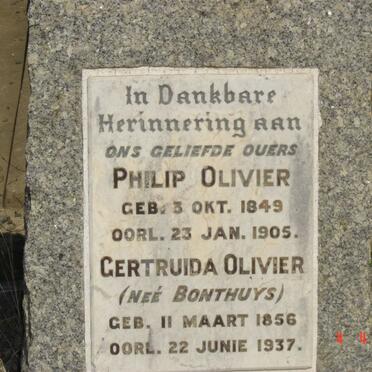 In Dankbare
Herinnering aan
ONS GELIEFDE OUERS
PHILIP OLIVIER
GEB. 3 OKT. 1849
OORL. 23 JAN. 1905.
GERTRUIDA OLIVIER
(NEÉ BONTHUYS)
GEB. 11 MAART 1856
OORL. 22 JUNIE 1937.